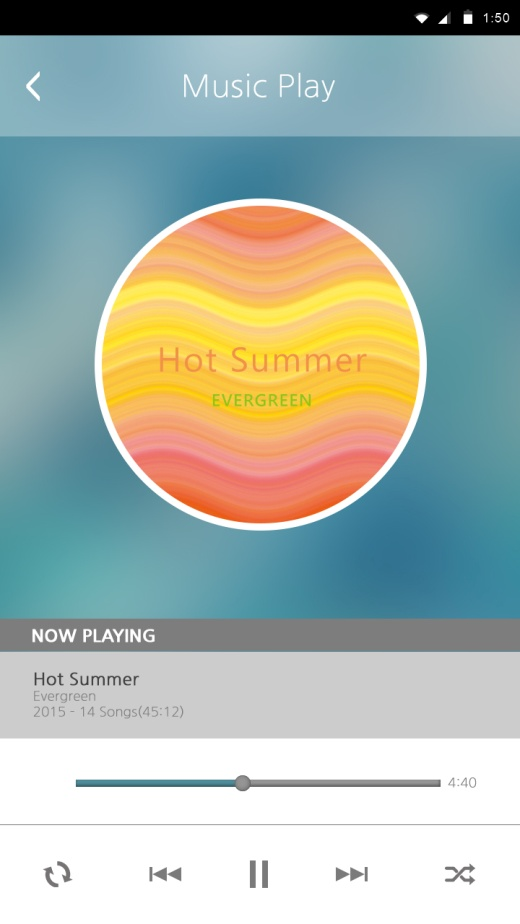 1:50
Music Play
Hot Summer
EVERGREEN
NOW PLAYING
Hot Summer
Evergreen
2015 - 14 Songs(45:12)
4:40